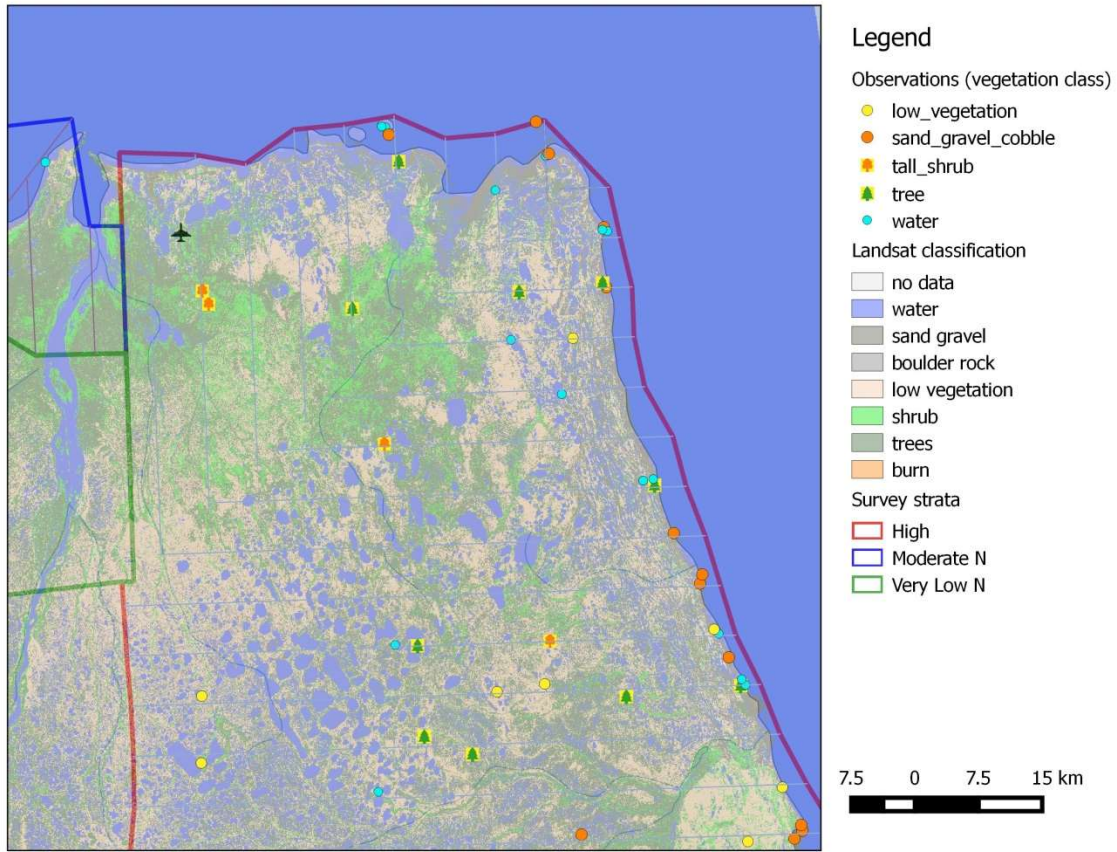 Legend
Observations (vegetation class)
low_vegetation
sand_gravel_cobble
tall_shrub
tree
water
Landsat classification
no data
water
sand gravel
boulder rock
low vegetation
shrub
trees
burn
Survey strata
High
Moderate N
Very Low N
7.5 0 7.5 15 km